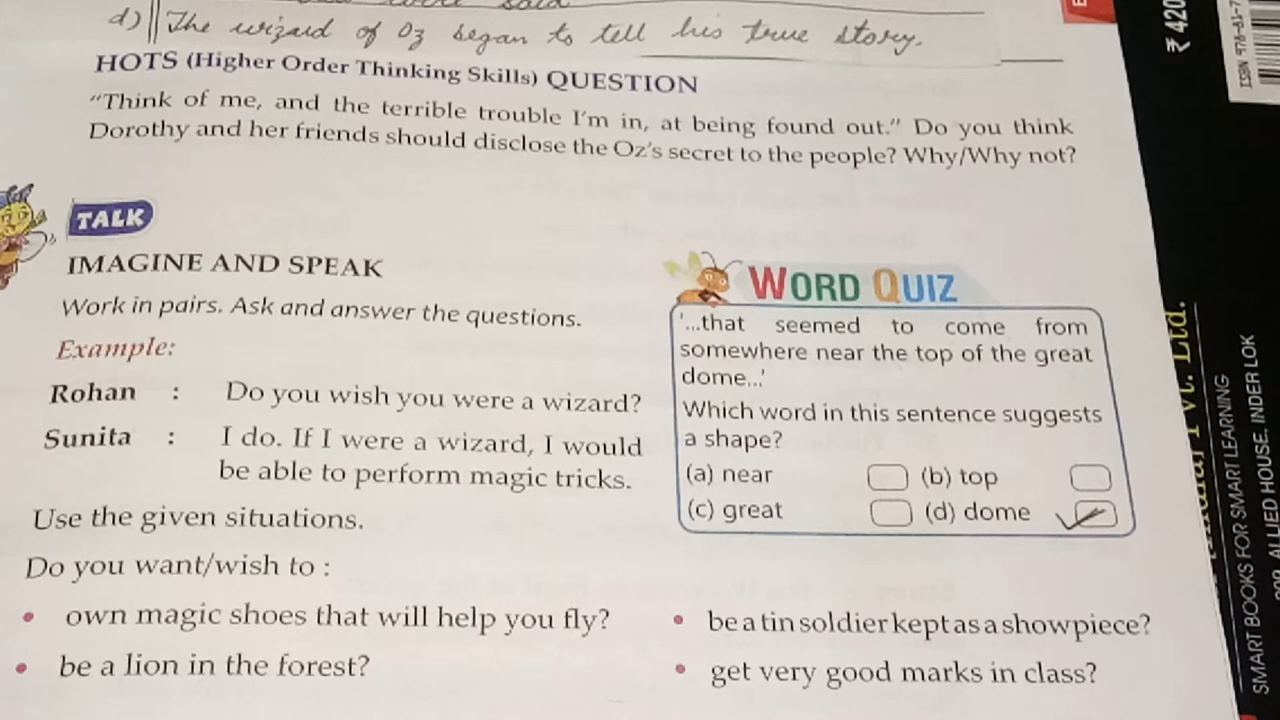 said
d) The wizard of Oz began to tell his true story.
HOTS (Higher Order Thinking Skills) QUESTION
"Think of me, and the terrible trouble I'm in, at being found out." Do you think
Dorothy and her friends should disclose the Oz's secret to the people? Why/Why not?
TALK
IMAGINE AND SPEAK
Work in pairs. Ask and answer the questions.
Example:
Rohan : Do you wish you were a wizard?
Sunita : I do. If I were a wizard, I would
be able to perform magic tricks.
Use the given situations.
Do you want/wish to :
• own magic shoes that will help you fly?
• be a lion in the forest?
• be a tin soldier kept as a showpiece?
• get very good marks in class?
WORD QUIZ
'...that seemed to come from
somewhere near the top of the great
dome...'
Which word in this sentence suggests
a shape?
(a) near (b) top
(c) great (d) dome
₹ 420
ISBN 978-81-7
Pvt. Ltd.
SMART BOOKS FOR SMART LEARNING
ALLIED HOUSE, INDER LOK